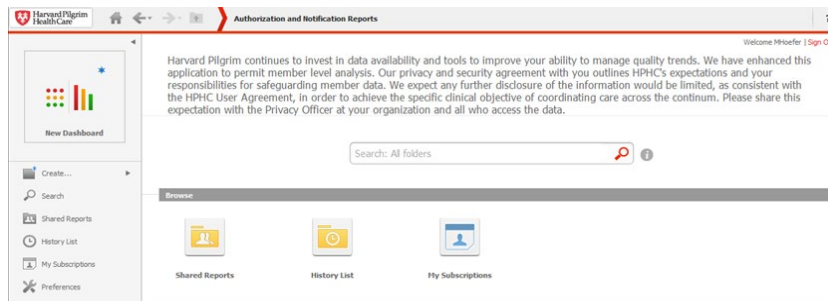 Harvard Pilgrim
HealthCare
Authorization and Notification Reports
Welcome MHoefer | Sign O
Harvard Pilgrim continues to invest in data availability and tools to improve your ability to manage quality trends. We have enhanced this
application to permit member level analysis. Our privacy and security agreement with you outlines HPHC's expectations and your
responsibilities for safeguarding member data. We expect any further disclosure of the information would be limited, as consistent with
the HPHC User Agreement, in order to achieve the specific clinical objective of coordinating care across the continum. Please share this
expectation with the Privacy Officer at your organization and all who access the data.
New Dashboard
Search: All folders
Create...
Search
Shared Reports
History List
My Subscriptions
Preferences
Browse
Shared Reports
History List
My Subscriptions